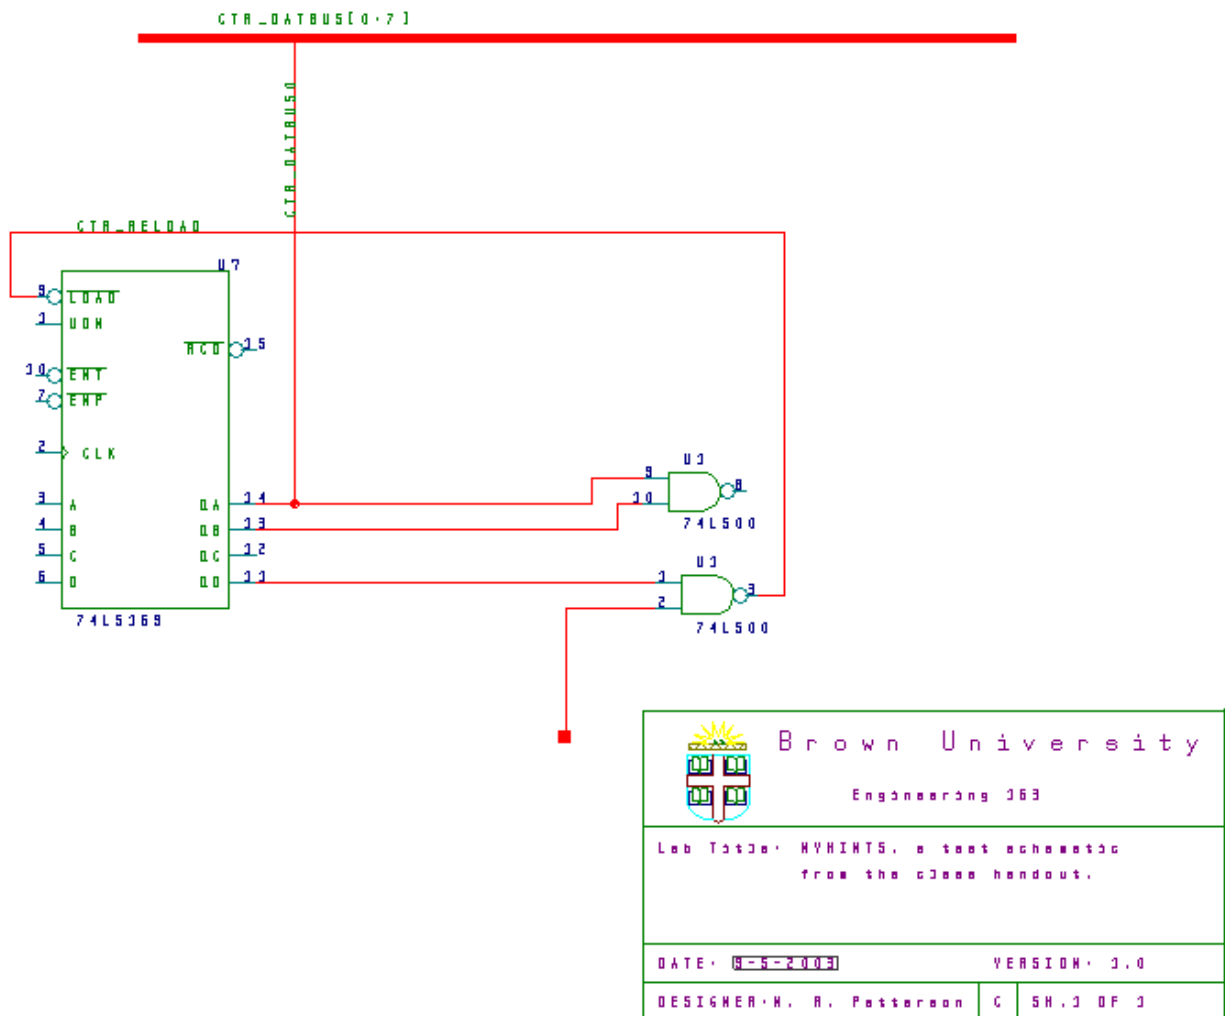 CTR_DATBUS[0:7]
CTR_DATBUS0
CTR_RELOAD
U7
9 LOAD
1 UDN
RCO 15
10 ENT
7 ENP
2 CLK
3 A QA 14
4 B QB 13
5 C QC 12
6 D QD 11
74LS169
U1
9
10
8
74LS00
U1
1
2
3
74LS00
Brown University
Engineering 163
Lab Title: MYHINTS, a test schematic
from the class handout.
DATE: 9-5-2003 VERSION: 1.0
DESIGNER: W. R. Patterson C SH.1 OF 1